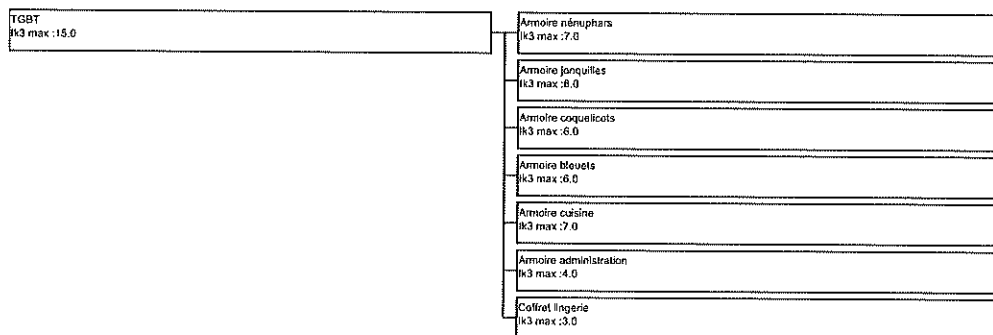 TGBT
Ik3 max :15.0
Armoire nénuphars
Ik3 max :7.0
Armoire jonquilles
Ik3 max :6.0
Armoire coquelicots
Ik3 max :6.0
Armoire bleuets
Ik3 max :6.0
Armoire cuisine
Ik3 max :7.0
Armoire administration
Ik3 max :4.0
Coffret lingerie
Ik3 max :3.0